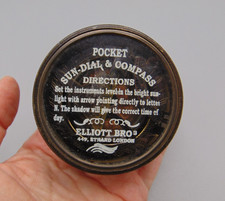 POCKET
SUN-DIAL & COMPASS
DIRECTIONS
Set the instruments level-in the bright sun-
light with arrow pointing directly to letter
N. The shadow will give the correct time of
day.
ELLIOTT BROS
449, STRAND LONDON